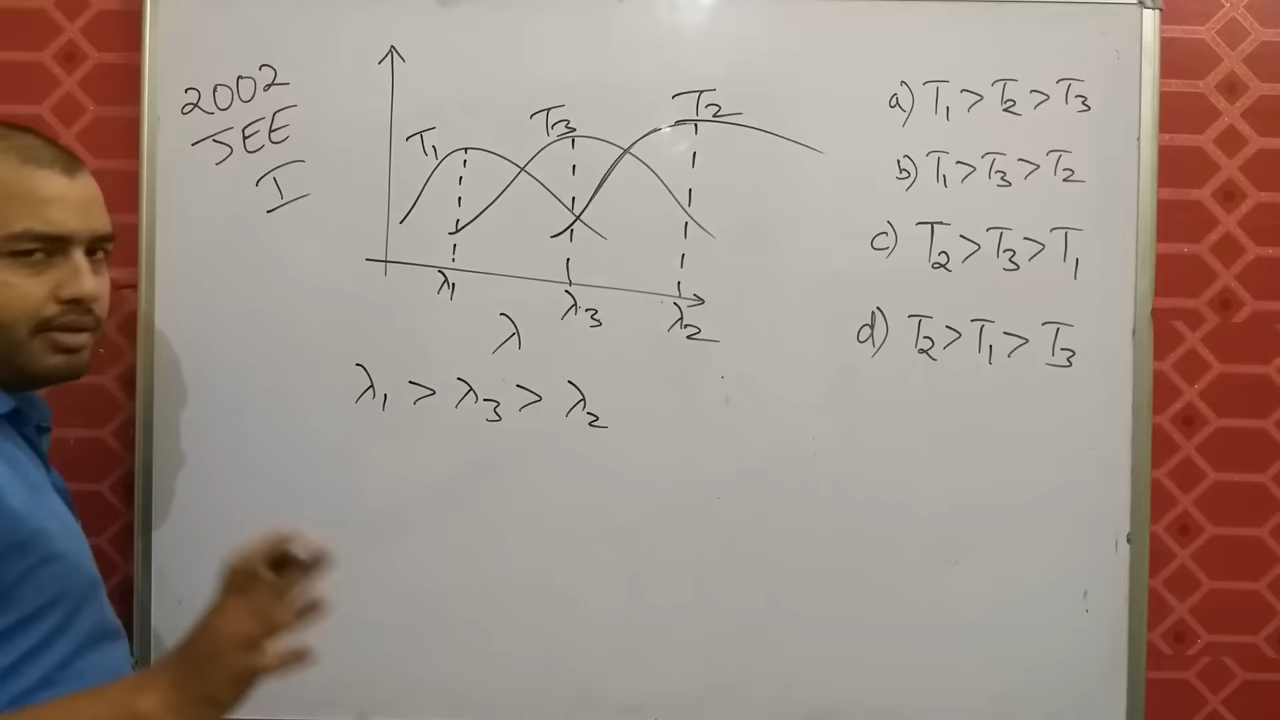 2002
JEE
I
T₁
T₃
T₂
λ₁
λ₃
λ₂
λ
λ₁ > λ₃ > λ₂
a) T₁ > T₂ > T₃
b) T₁ > T₃ > T₂
c) T₂ > T₃ > T₁
d) T₂ > T₁ > T₃